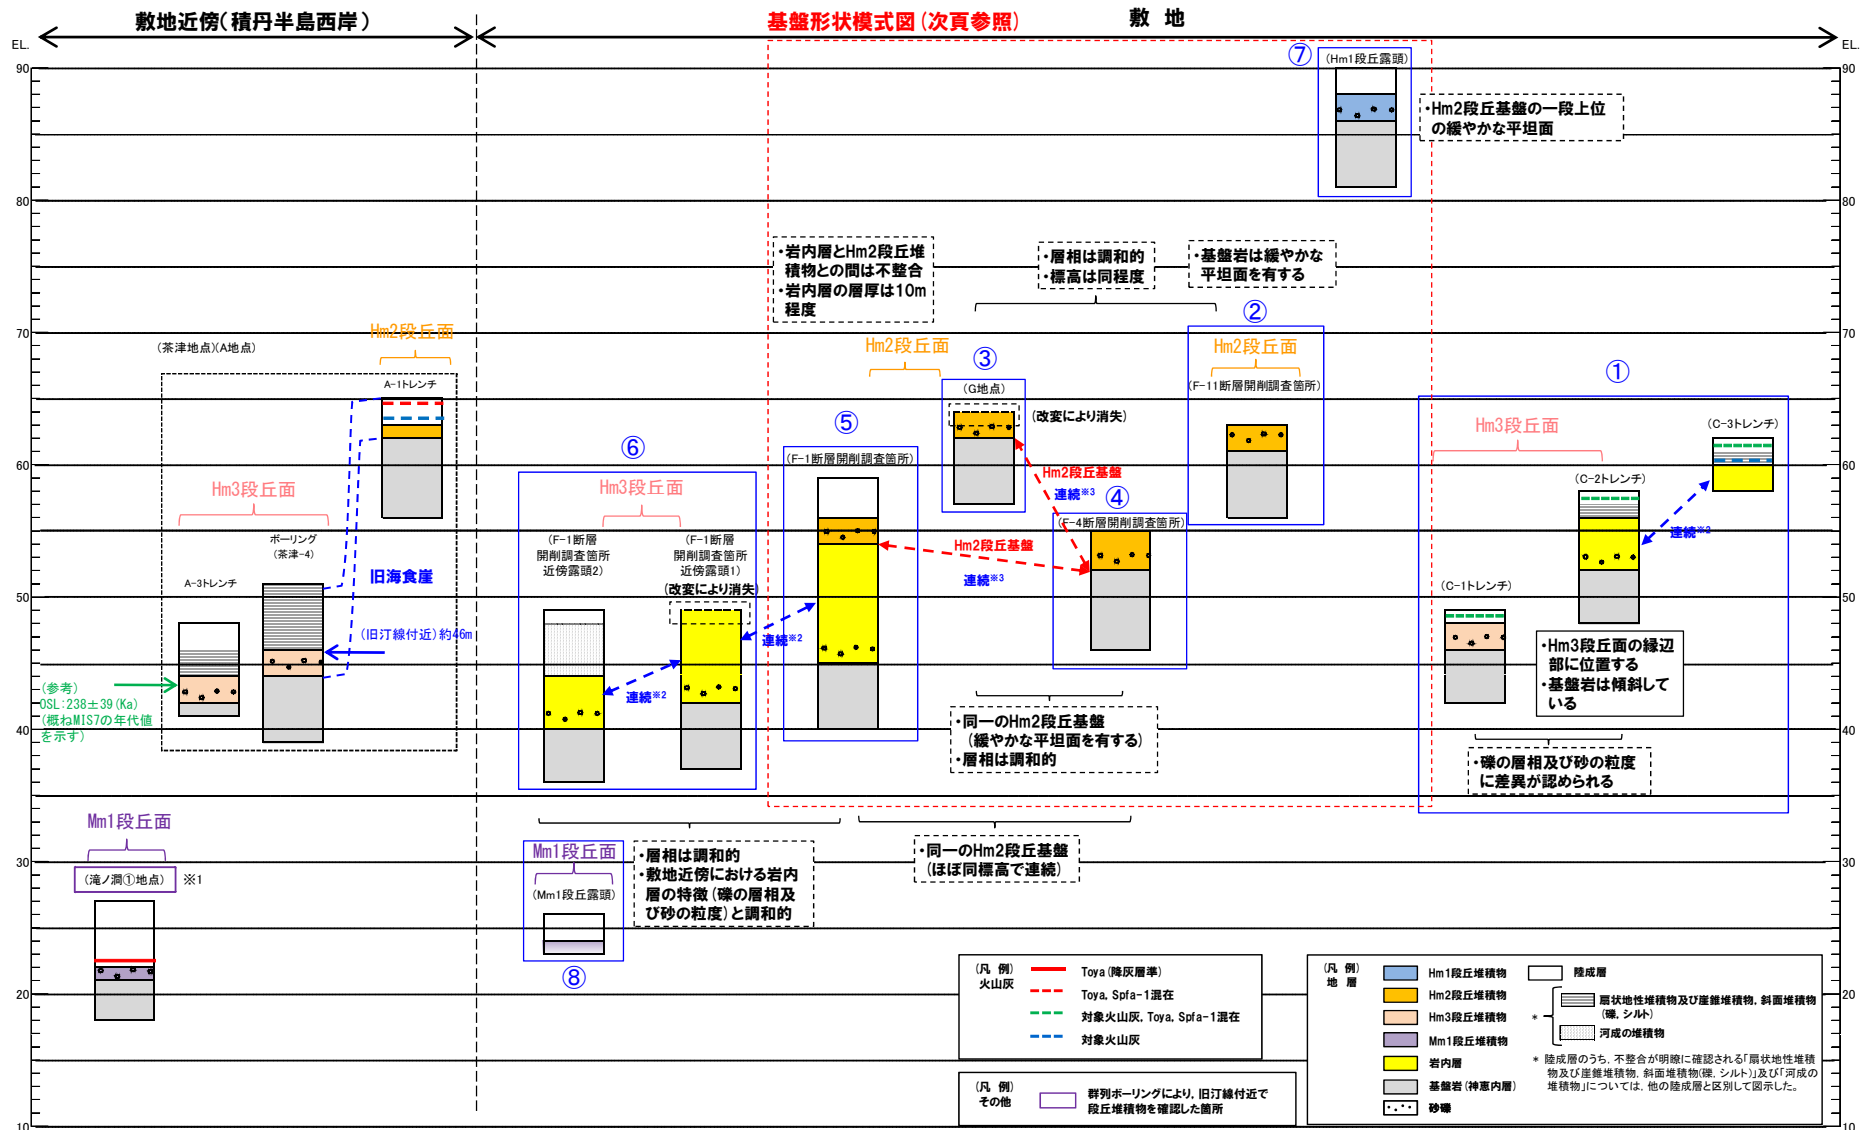 敷地近傍(積丹半島西岸)
基盤形状模式図(次頁参照)
敷 地
EL.
EL.
90
80
70
60
50
40
30
20
10
90
80
70
60
50
40
30
20
10
⑦
(Hm1段丘露頭)
・Hm2段丘基盤の一段上位
の緩やかな平坦面
・岩内層とHm2段丘堆
積物との間は不整合
・岩内層の層厚は10m
程度
・層相は調和的
・標高は同程度
・基盤岩は緩やかな
平坦面を有する
Hm2段丘面
(茶津地点)(A地点)
A-1トレンチ
Hm3段丘面
ボーリング
(茶津-4)
A-3トレンチ
旧海食崖
(旧汀線付近)約46m
(参考)
OSL:238±39(Ka)
(概ねMIS7の年代値
を示す)
Mm1段丘面
(滝ノ澗①地点)
※1
⑥
Hm3段丘面
(F-1断層
開削調査箇所
近傍露頭2)
(F-1断層
開削調査箇所
近傍露頭1)
(改変により消失)
連続※2
連続※2
Hm2段丘面
⑤
(F-1断層開削調査箇所)
③
(G地点)
(改変により消失)
Hm2段丘基盤
連続※3
④
(F-4断層開削調査箇所)
Hm2段丘基盤
連続※3
②
Hm2段丘面
(F-11断層開削調査箇所)
①
Hm3段丘面
(C-3トレンチ)
(C-2トレンチ)
連続※2
(C-1トレンチ)
・Hm3段丘面の縁辺
部に位置する
・基盤岩は傾斜して
いる
・礫の層相及び砂の粒度
に差異が認められる
・同一のHm2段丘基盤
(緩やかな平坦面を有する)
・層相は調和的
・同一のHm2段丘基盤
(ほぼ同標高で連続)
・層相は調和的
・敷地近傍における岩内
層の特徴(礫の層相及
び砂の粒度)と調和的
Mm1段丘面
(Mm1段丘露頭)
⑧
(凡 例)
火山灰
Toya(降灰層準)
Toya, Spfa-1混在
対象火山灰, Toya, Spfa-1混在
対象火山灰
(凡 例)
その他
群列ボーリングにより, 旧汀線付近で
段丘堆積物を確認した箇所
(凡 例)
地 層
Hm1段丘堆積物
Hm2段丘堆積物
Hm3段丘堆積物
Mm1段丘堆積物
岩内層
基盤岩(神恵内層)
砂礫
陸成層
*
扇状地性堆積物及び崖錐堆積物, 斜面堆積物
(礫, シルト)
河成の堆積物
* 陸成層のうち, 不整合が明瞭に確認される「扇状地性堆積
物及び崖錐堆積物, 斜面堆積物(礫, シルト)」及び「河成の
堆積物」については, 他の陸成層と区別して図示した。